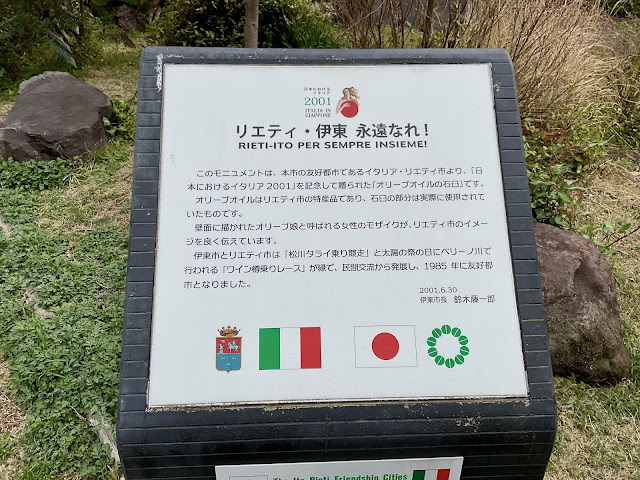 日本における
イタリア
2001
ITALIA IN
GIAPPONE
リエティ・伊東 永遠なれ！
RIETI-ITO PER SEMPRE INSIEME!
このモニュメントは、本市の友好都市であるイタリア・リエティ市より、「日
本におけるイタリア2001」を記念して贈られた「オリーブオイルの石臼」です。
オリーブオイルはリエティ市の特産品であり、石臼の部分は実際に使用されて
いたものです。
壁面に描かれたオリーブ娘と呼ばれる女性のモザイクが、リエティ市のイメー
ジを良く伝えています。
伊東市とリエティ市は「松川タライ乗り競走」と太陽の祭の日にベリーノ川で
行われる「ワイン樽乗りレース」が縁で、民間交流から発展し、1985 年に友好都
市となりました。
2001.6.30
伊東市長 鈴木藤一郎
The Ito Rieti Friendship Cities